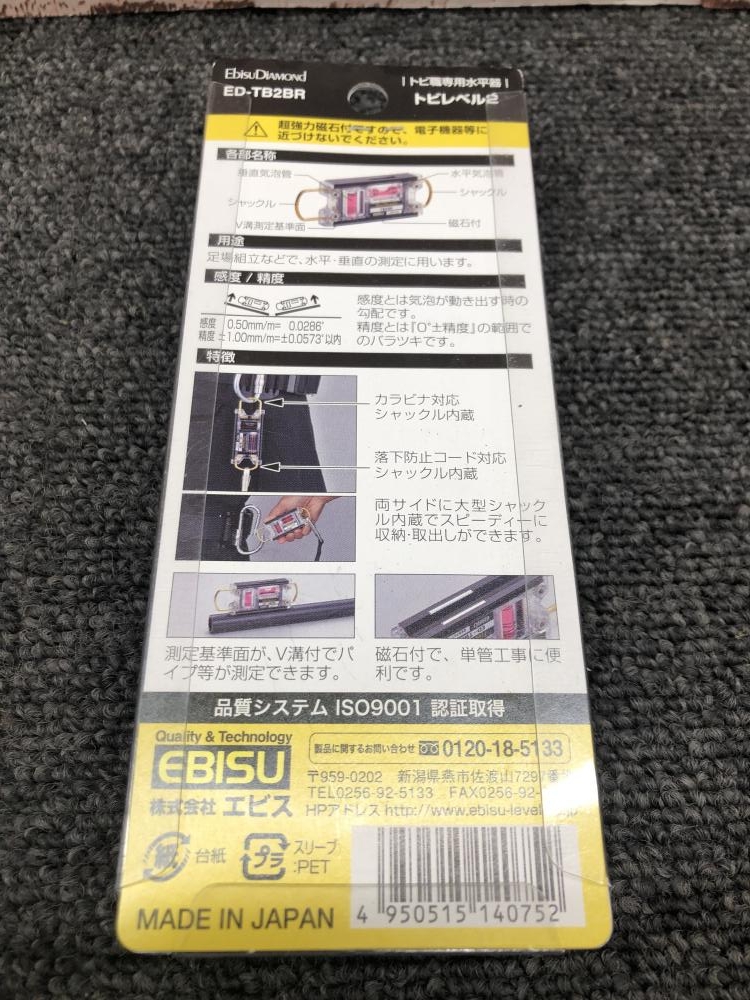 EBISUDIAMOND
トビ職専用水平器
ED-TB2BR
トビレベル2
超強力磁石付ですので、電子機器等に
近づけないでください。
各部名称
垂直気泡管
水平気泡管
シャックル
シャックル
V溝測定基準面
磁石付
用途
足場組立などで、水平・垂直の測定に用います。
感度 / 精度
感度 0.50mm/m= 0.0286°
精度 ±1.00mm/m=±0.0573°以内
感度とは気泡が動き出す時の
勾配です。
精度とは『0°±精度』の範囲で
のバラツキです。
特徴
カラビナ対応
シャックル内蔵
落下防止コード対応
シャックル内蔵
両サイドに大型シャック
ル内蔵でスピーディーに
収納・取出しができます。
測定基準面が、V溝付でパ
イプ等が測定できます。
磁石付で、単管工事に便
利です。
品質システム ISO9001 認証取得
Quality & Technology
EBISU
株式会社 エビス
製品に関するお問い合わせ 0120-18-5133
〒959-0202 新潟県燕市佐渡山7297番
TEL0256-92-5133 FAX0256-92-
HPアドレス http://www.ebisu-level
紙 台紙
プラ スリーブ
:PET
MADE IN JAPAN
4 950515 140752